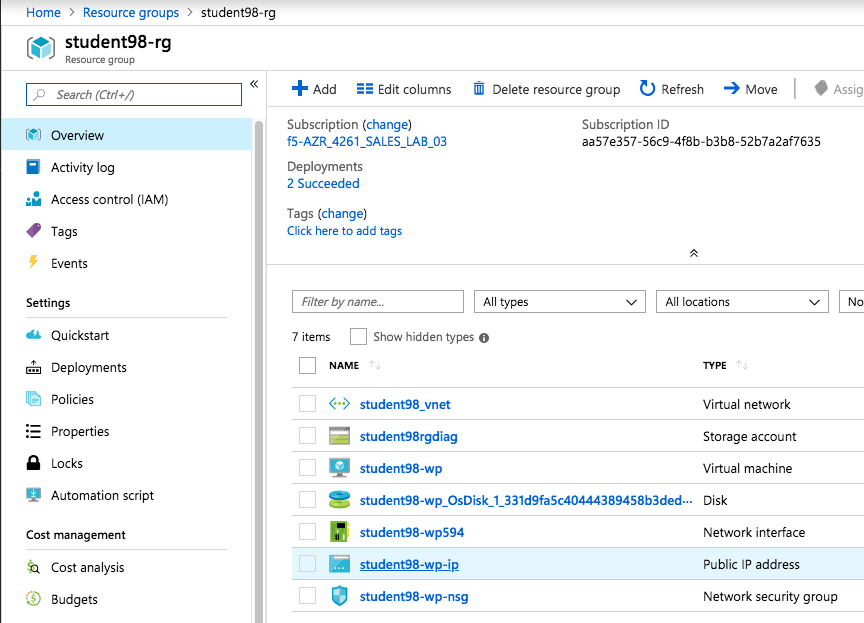 Home > Resource groups > student98-rg
student98-rg
Resource group
Search (Ctrl+/)
«
Add Edit columns Delete resource group Refresh Move Assig
Subscription (change)
f5-AZR_4261_SALES_LAB_03
Subscription ID
aa57e357-56c9-4f8b-b3b8-52b7a2af7635
Deployments
2 Succeeded
Tags (change)
Click here to add tags
Overview
Activity log
Access control (IAM)
Tags
Events
Settings
Quickstart
Deployments
Policies
Properties
Locks
Automation script
Cost management
Cost analysis
Budgets
Filter by name... All types All locations No
7 items Show hidden types
NAME TYPE
student98_vnet Virtual network
student98rgdiag Storage account
student98-wp Virtual machine
student98-wp_OsDisk_1_331d9fa5c40444389458b3ded··· Disk
student98-wp594 Network interface
student98-wp-ip Public IP address
student98-wp-nsg Network security group